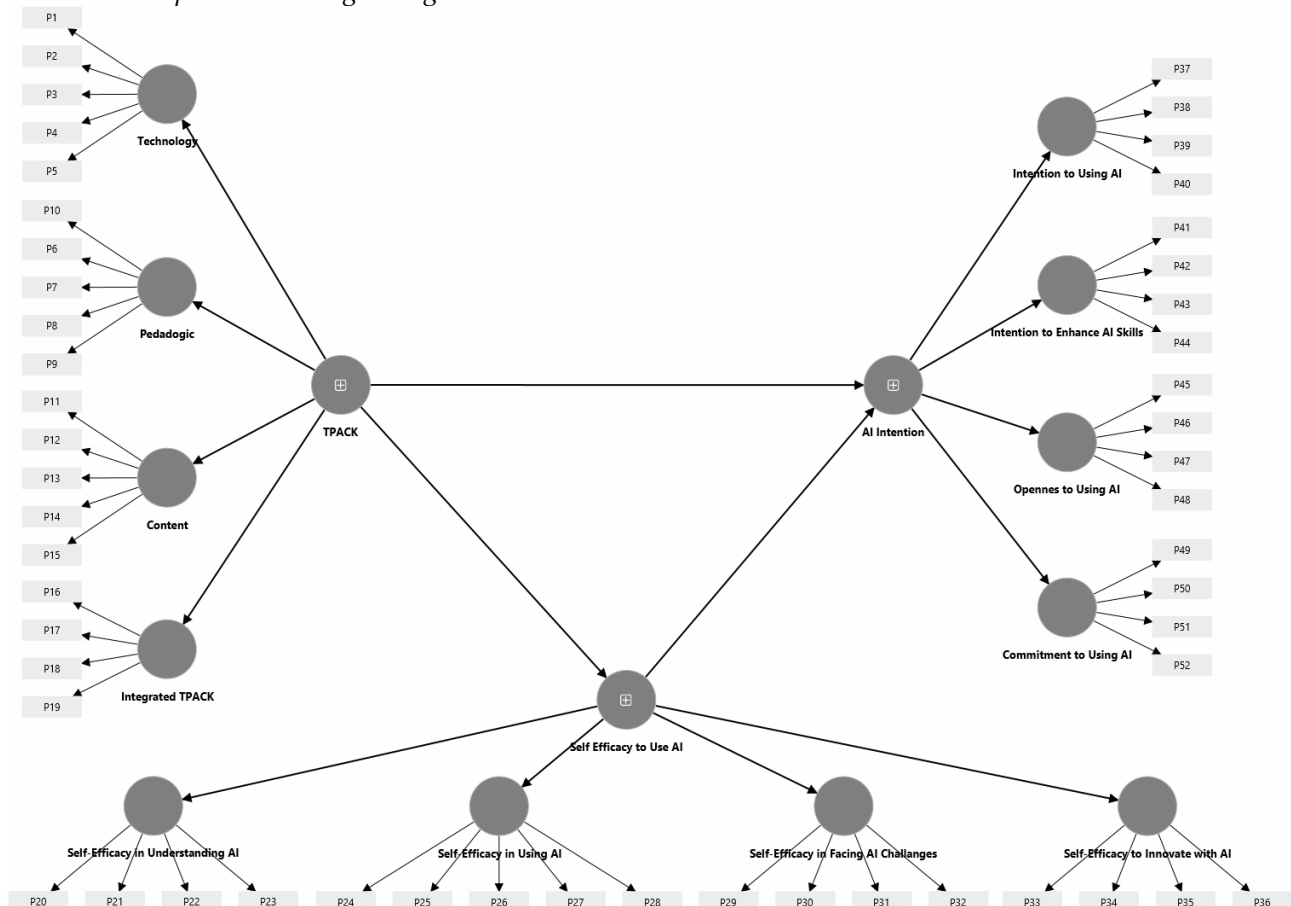 P1
P2
P3
P4
P5
Technology
P10
P6
P7
P8
P9
Pedadogic
P11
P12
P13
P14
P15
Content
P16
P17
P18
P19
Integrated TPACK
TPACK
AI Intention
P37
P38
P39
P40
Intention to Using AI
P41
P42
P43
P44
Intention to Enhance AI Skills
P45
P46
P47
P48
Opennes to Using AI
P49
P50
P51
P52
Commitment to Using AI
Self Efficacy to Use AI
Self-Efficacy in Understanding AI
Self-Efficacy in Using AI
Self-Efficacy in Facing AI Challanges
Self-Efficacy to Innovate with AI
P20
P21
P22
P23
P24
P25
P26
P27
P28
P29
P30
P31
P32
P33
P34
P35
P36